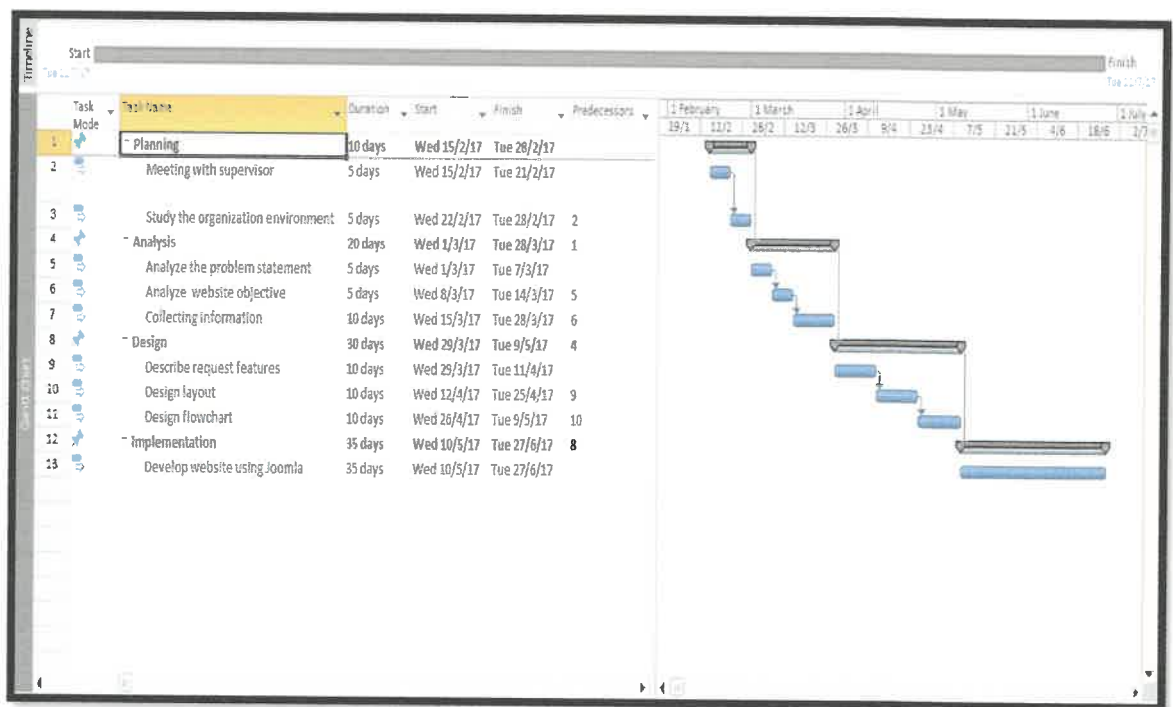 Timeline
Start
Finish
Tue 11/7/17
Task Mode Task Name Duration Start Finish Predecessors
1 February 1 March 1 April 1 May 1 June 1 July
29/1 12/2 26/2 12/3 26/3 9/4 23/4 7/5 21/5 4/6 18/6 2/7
1 Planning 10 days Wed 15/2/17 Tue 28/2/17
2 Meeting with supervisor 5 days Wed 15/2/17 Tue 21/2/17
3 Study the organization environment 5 days Wed 22/2/17 Tue 28/2/17 2
4 Analysis 20 days Wed 1/3/17 Tue 28/3/17 1
5 Analyze the problem statement 5 days Wed 1/3/17 Tue 7/3/17
6 Analyze website objective 5 days Wed 8/3/17 Tue 14/3/17 5
7 Collecting information 10 days Wed 15/3/17 Tue 28/3/17 6
8 Design 30 days Wed 29/3/17 Tue 9/5/17 4
9 Describe request features 10 days Wed 29/3/17 Tue 11/4/17
10 Design layout 10 days Wed 12/4/17 Tue 25/4/17 9
11 Design flowchart 10 days Wed 26/4/17 Tue 9/5/17 10
12 Implementation 35 days Wed 10/5/17 Tue 27/6/17 8
13 Develop website using Joomla 35 days Wed 10/5/17 Tue 27/6/17
Gantt Chart